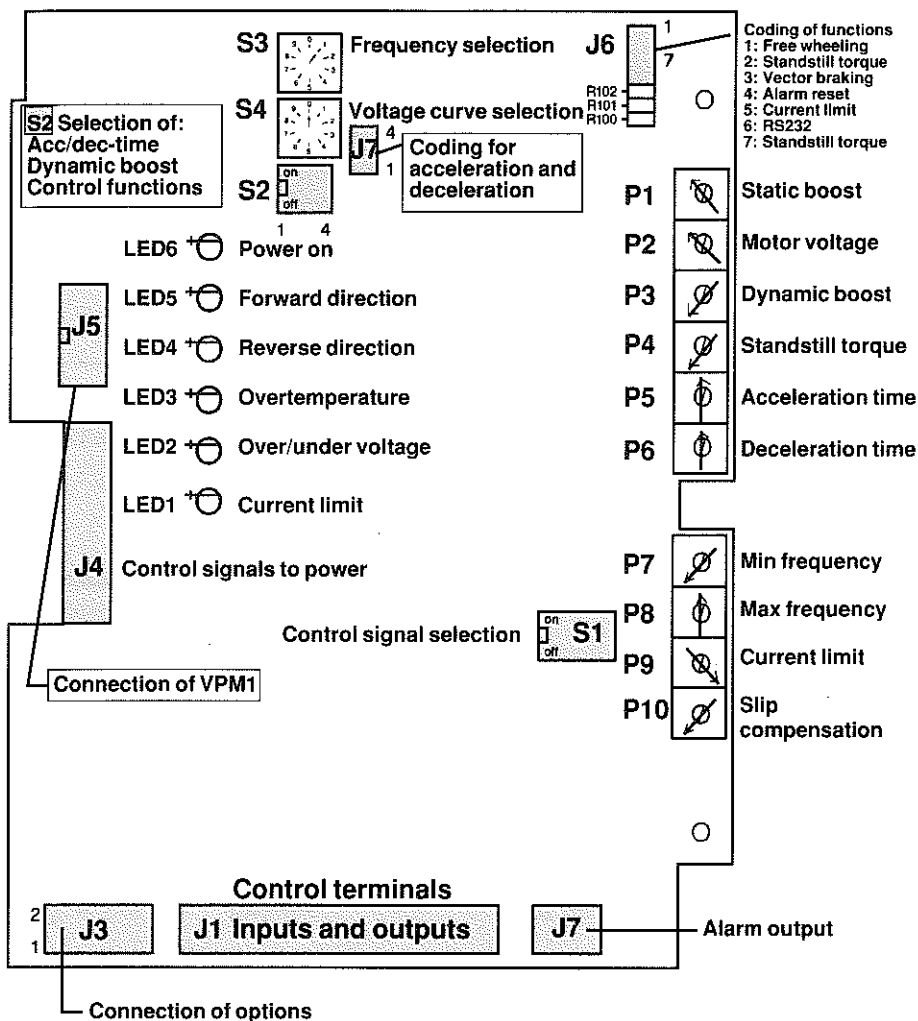 S3
Frequency selection
J6
1
7
Coding of functions
1: Free wheeling
2: Standstill torque
3: Vector braking
4: Alarm reset
5: Current limit
6: RS232
7: Standstill torque
R102
R101
R100
S4
Voltage curve selection
S2 Selection of:
Acc/dec-time
Dynamic boost
Control functions
J7
4
1
Coding for
acceleration and
deceleration
S2
on
off
1 4
P1 Static boost
P2 Motor voltage
P3 Dynamic boost
P4 Standstill torque
P5 Acceleration time
P6 Deceleration time
LED6 + Power on
LED5 + Forward direction
LED4 + Reverse direction
LED3 + Overtemperature
LED2 + Over/under voltage
LED1 + Current limit
J5
J4 Control signals to power
P7 Min frequency
P8 Max frequency
P9 Current limit
P10 Slip
compensation
Control signal selection
on
off
S1
Connection of VPM1
Control terminals
2
1
J3
J1 Inputs and outputs
J7
Alarm output
Connection of options